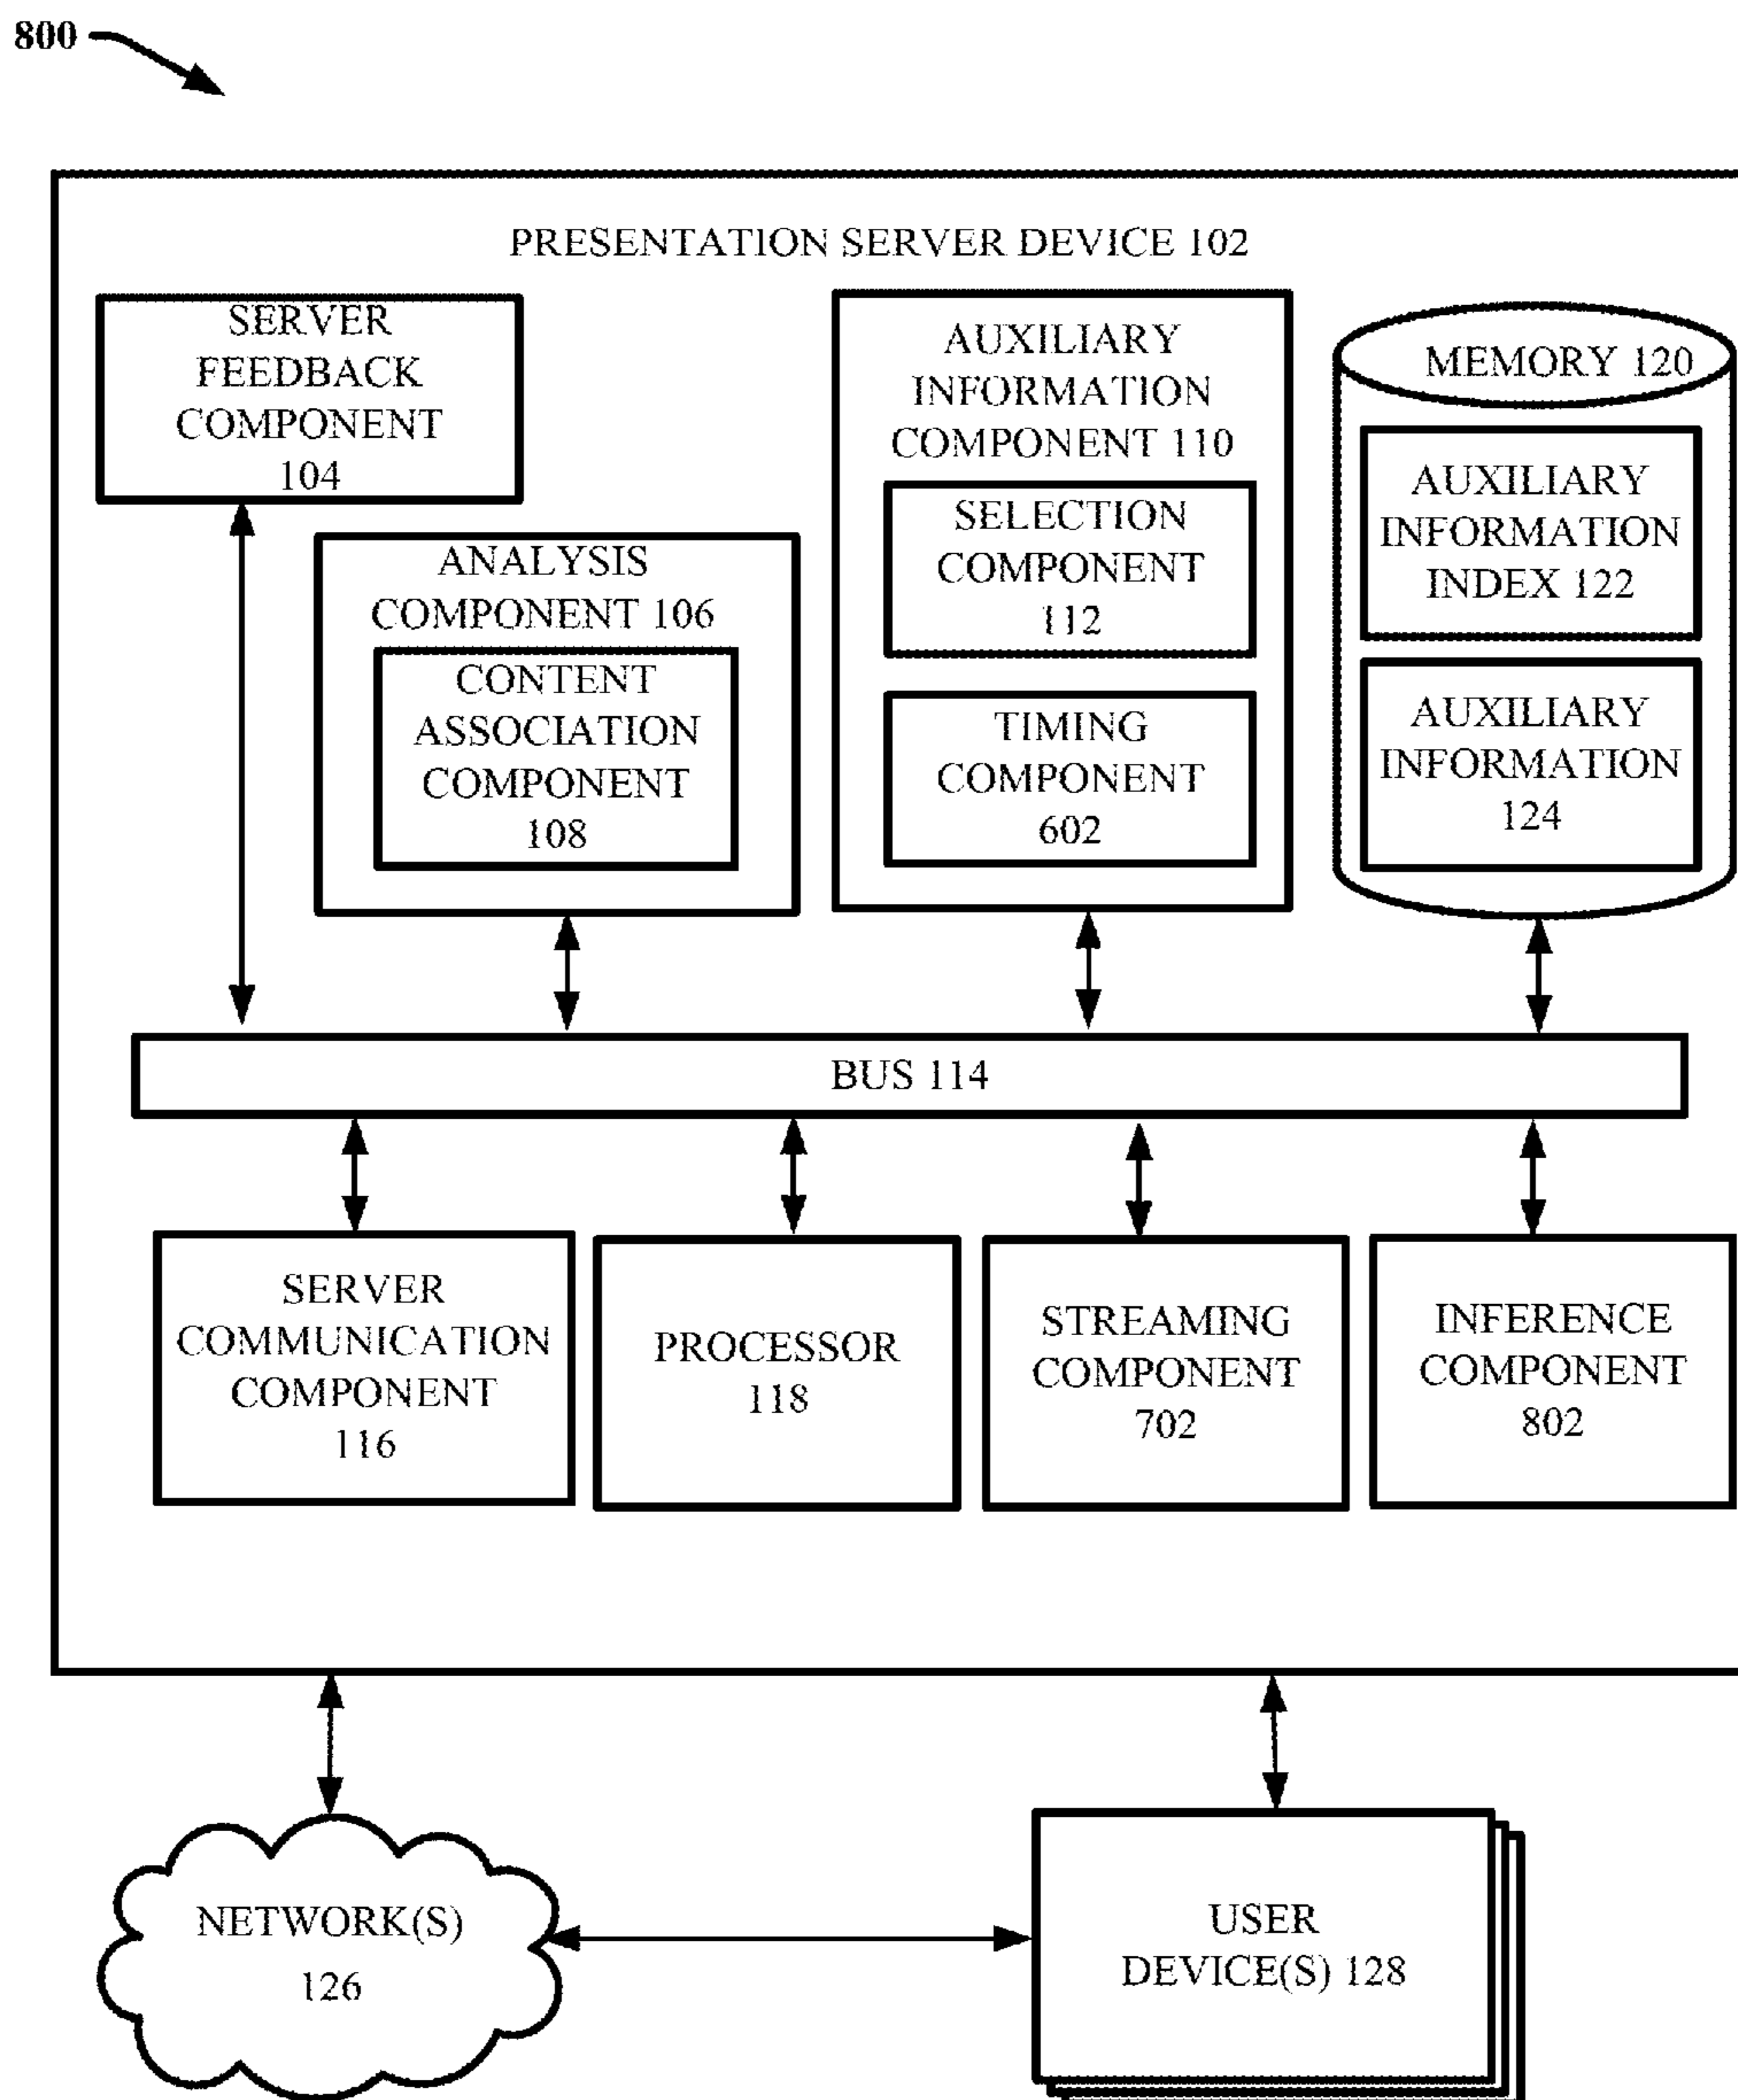 800
PRESENTATION SERVER DEVICE 102
SERVER
FEEDBACK
COMPONENT
104
ANALYSIS
COMPONENT 106
CONTENT
ASSOCIATION
COMPONENT
108
AUXILIARY
INFORMATION
COMPONENT 110
SELECTION
COMPONENT
112
TIMING
COMPONENT
602
MEMORY 120
AUXILIARY
INFORMATION
INDEX 122
AUXILIARY
INFORMATION
124
BUS 114
SERVER
COMMUNICATION
COMPONENT
116
PROCESSOR
118
STREAMING
COMPONENT
702
INFERENCE
COMPONENT
802
NETWORK(S)
126
USER
DEVICE(S) 128